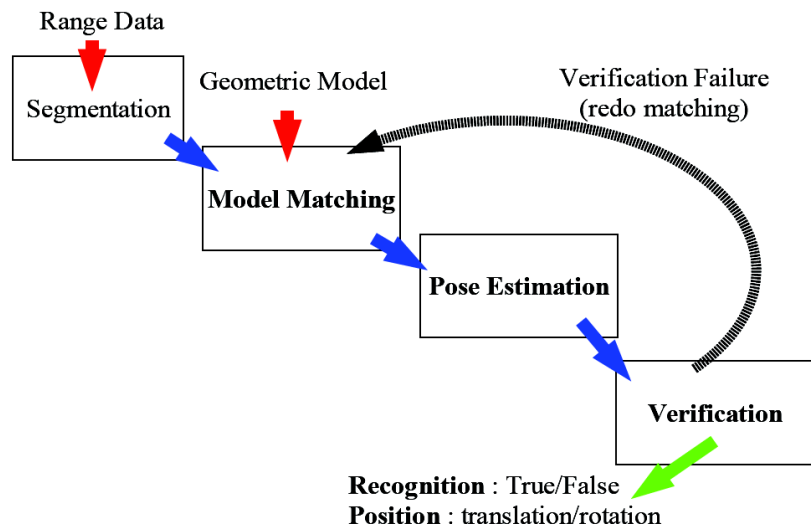 Range Data
Segmentation
Geometric Model
Verification Failure
(redo matching)
Model Matching
Pose Estimation
Verification
Recognition : True/False
Position : translation/rotation